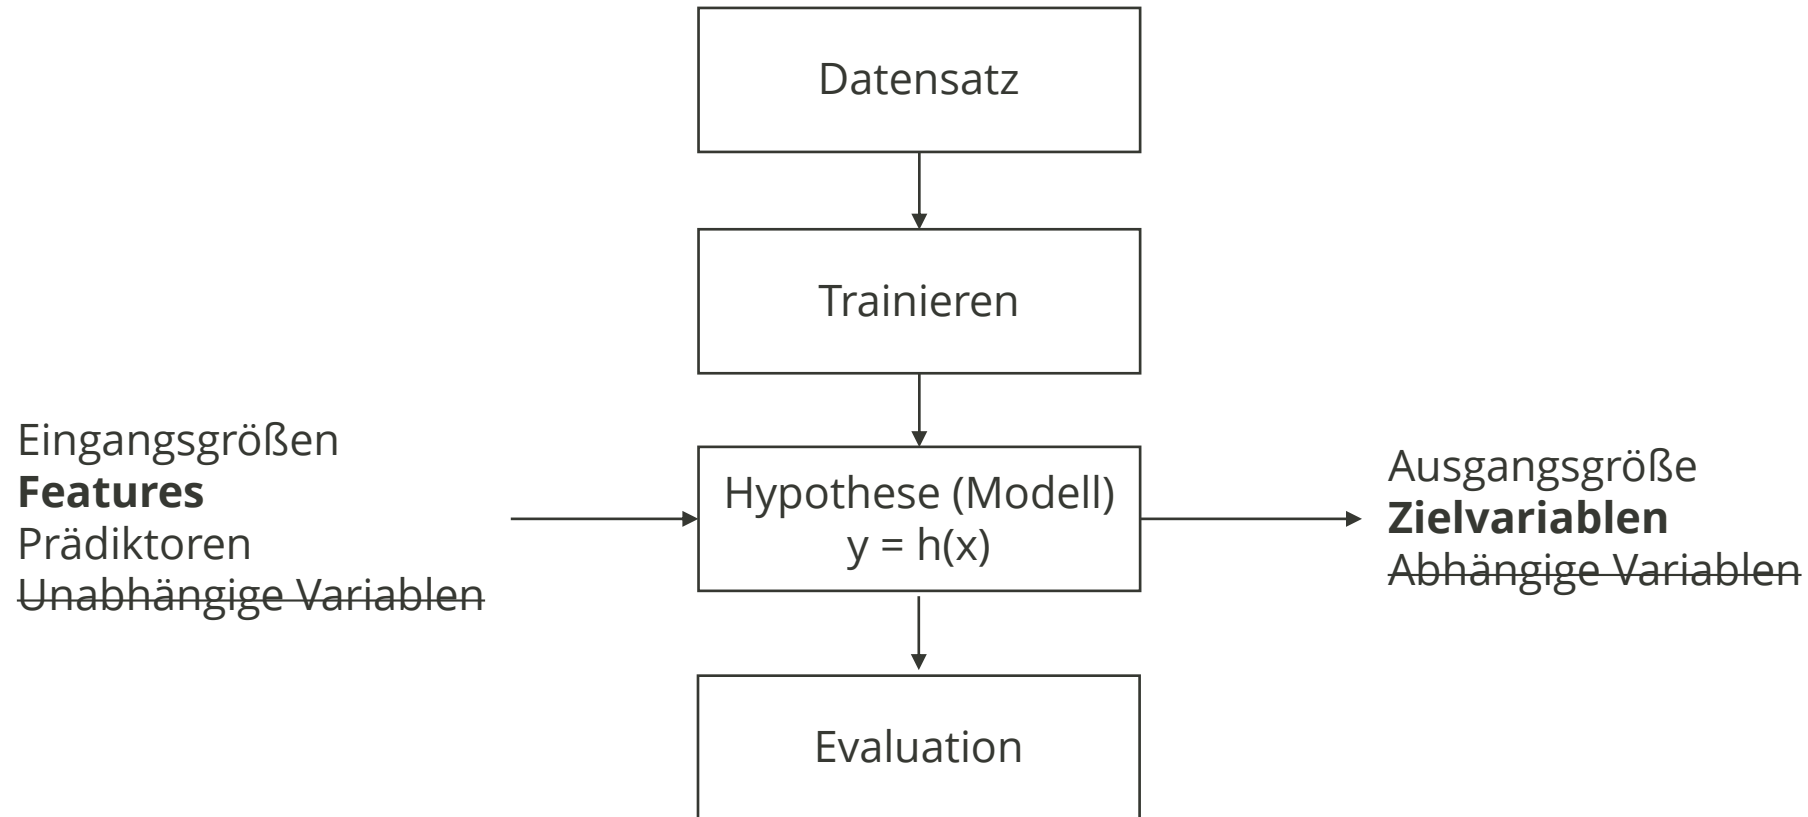 Datensatz
Trainieren
Eingangsgrößen
Features
Prädiktoren
Unabhängige Variablen
Hypothese (Modell)
y = h(x)
Ausgangsgröße
Zielvariablen
Abhängige Variablen
Evaluation